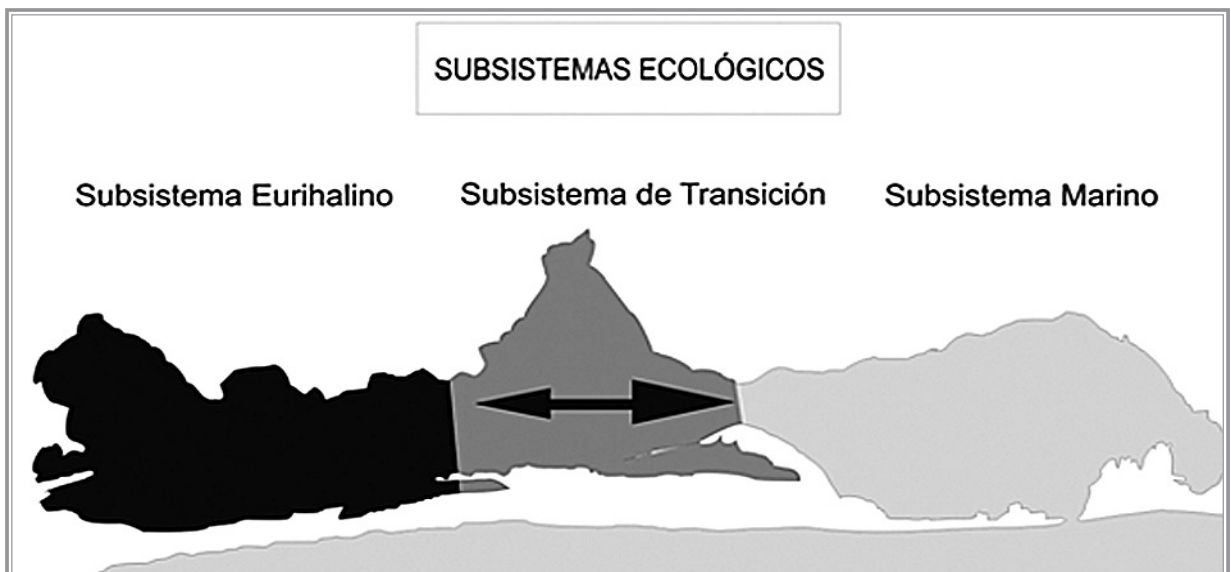 SUBSISTEMAS ECOLÓGICOS
Subsistema Eurihalino
Subsistema de Transición
Subsistema Marino